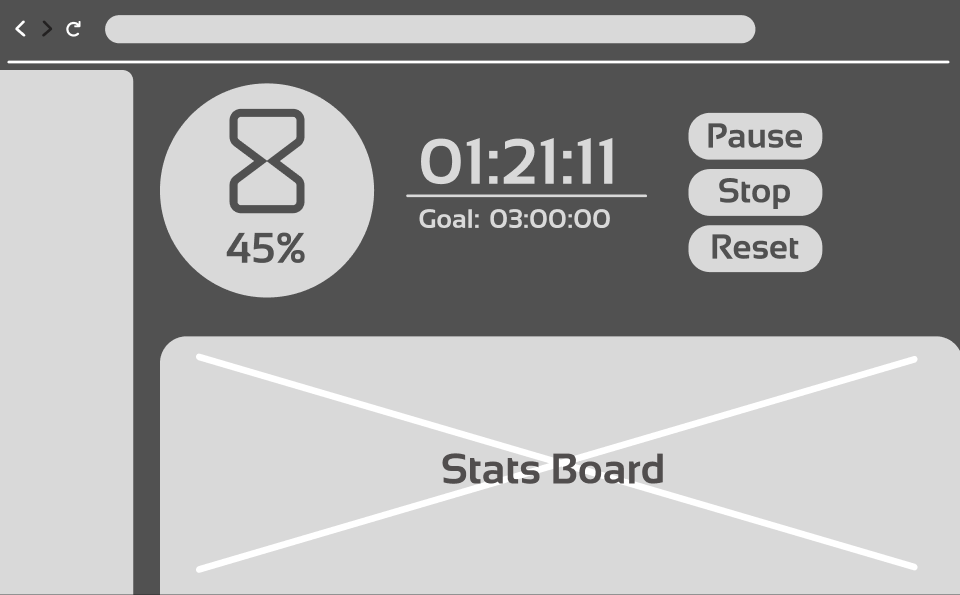 45%
01:21:11
Goal: 03:00:00
Pause
Stop
Reset
Stats Board